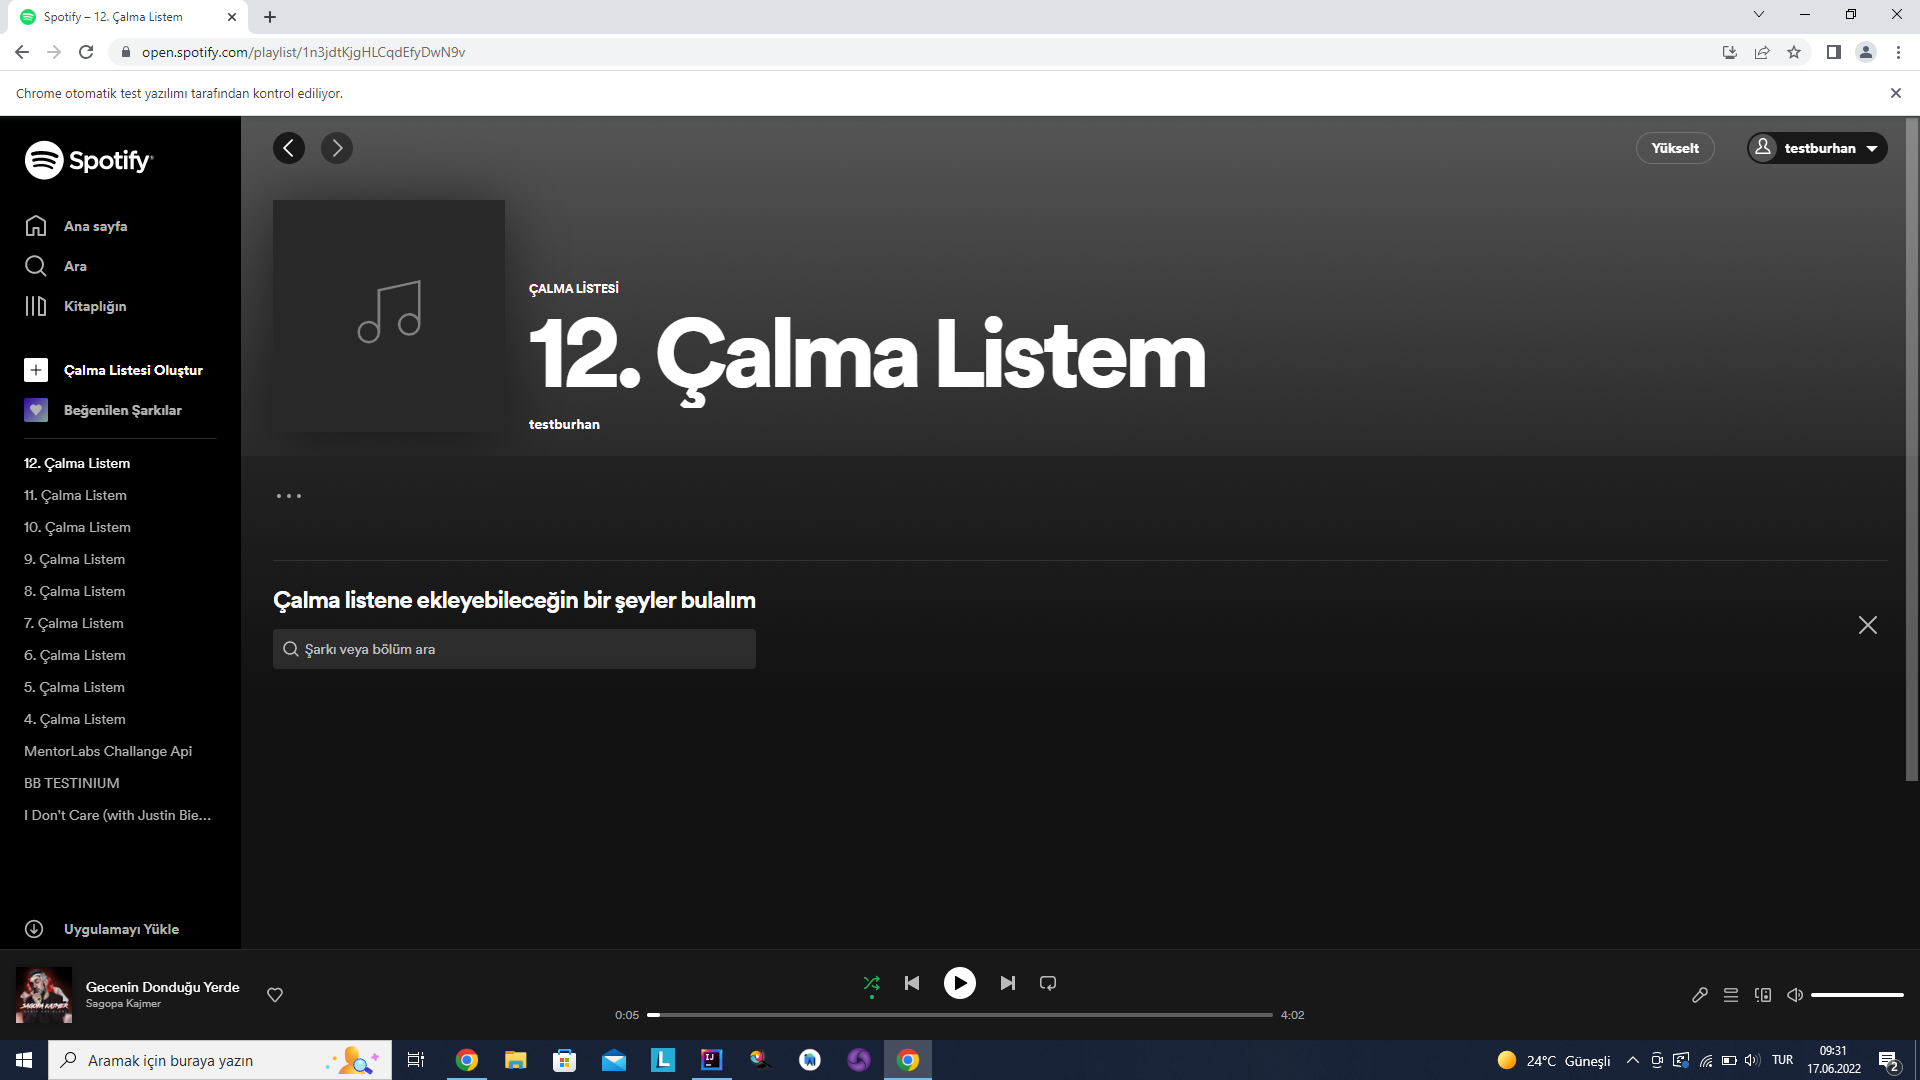 Spotify – 12. Çalma Listem
open.spotify.com/playlist/1n3jdtKjgHLCqdEfyDwN9v
Chrome otomatik test yazılımı tarafından kontrol ediliyor.
Spotify
Yükselt
testburhan
Ana sayfa
Ara
Kitaplığın
Çalma Listesi Oluştur
Beğenilen Şarkılar
12. Çalma Listem
11. Çalma Listem
10. Çalma Listem
9. Çalma Listem
8. Çalma Listem
7. Çalma Listem
6. Çalma Listem
5. Çalma Listem
4. Çalma Listem
MentorLabs Challange Api
BB TESTINIUM
I Don't Care (with Justin Bie...
Uygulamayı Yükle
ÇALMA LİSTESİ
12. Çalma Listem
testburhan
Çalma listene ekleyebileceğin bir şeyler bulalım
Şarkı veya bölüm ara
SAGOPA KAJMER
Gecenin Donduğu Yerde
Sagopa Kajmer
0:05
4:02
Aramak için buraya yazın
24°C Güneşli
TUR
09:31
17.06.2022
2